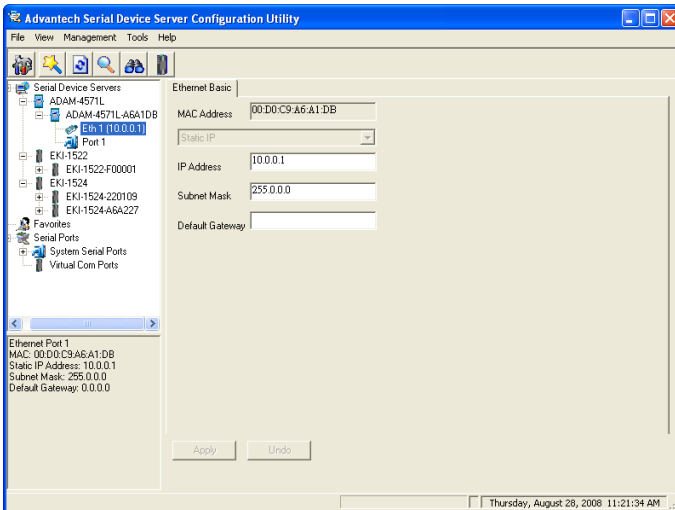 Advantech Serial Device Server Configuration Utility
File View Management Tools Help
Serial Device Servers
ADAM-4571L
ADAM-4571L-A6A1DB
Eth 1 (10.0.0.1)
Port 1
EKI-1522
EKI-1522-F00001
EKI-1524
EKI-1524-220109
EKI-1524-A6A227
Favorites
Serial Ports
System Serial Ports
Virtual Com Ports
Ethernet Port 1
MAC: 00:D0:C9:A6:A1:DB
Static IP Address: 10.0.0.1
Subnet Mask: 255.0.0.0
Default Gateway: 0.0.0.0
Ethernet Basic
MAC Address 00:D0:C9:A6:A1:DB
Static IP
IP Address 10.0.0.1
Subnet Mask 255.0.0.0
Default Gateway
Apply Undo
Thursday, August 28, 2008 11:21:34 AM